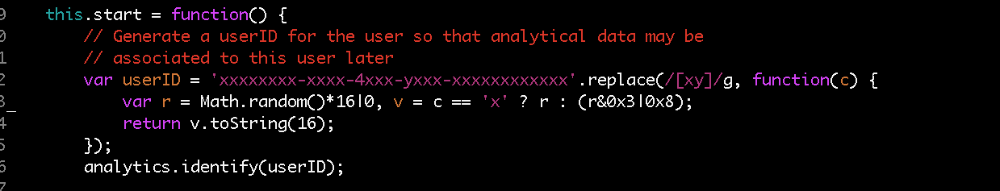 9    this.start = function() {
0        // Generate a userID for the user so that analytical data may be
1        // associated to this user later
2        var userID = 'xxxxxxxx-xxxx-4xxx-yxxx-xxxxxxxxxxxx'.replace(/[xy]/g, function(c) {
3            var r = Math.random()*16|0, v = c == 'x' ? r : (r&0x3|0x8);
4            return v.toString(16);
5        });
6        analytics.identify(userID);
7